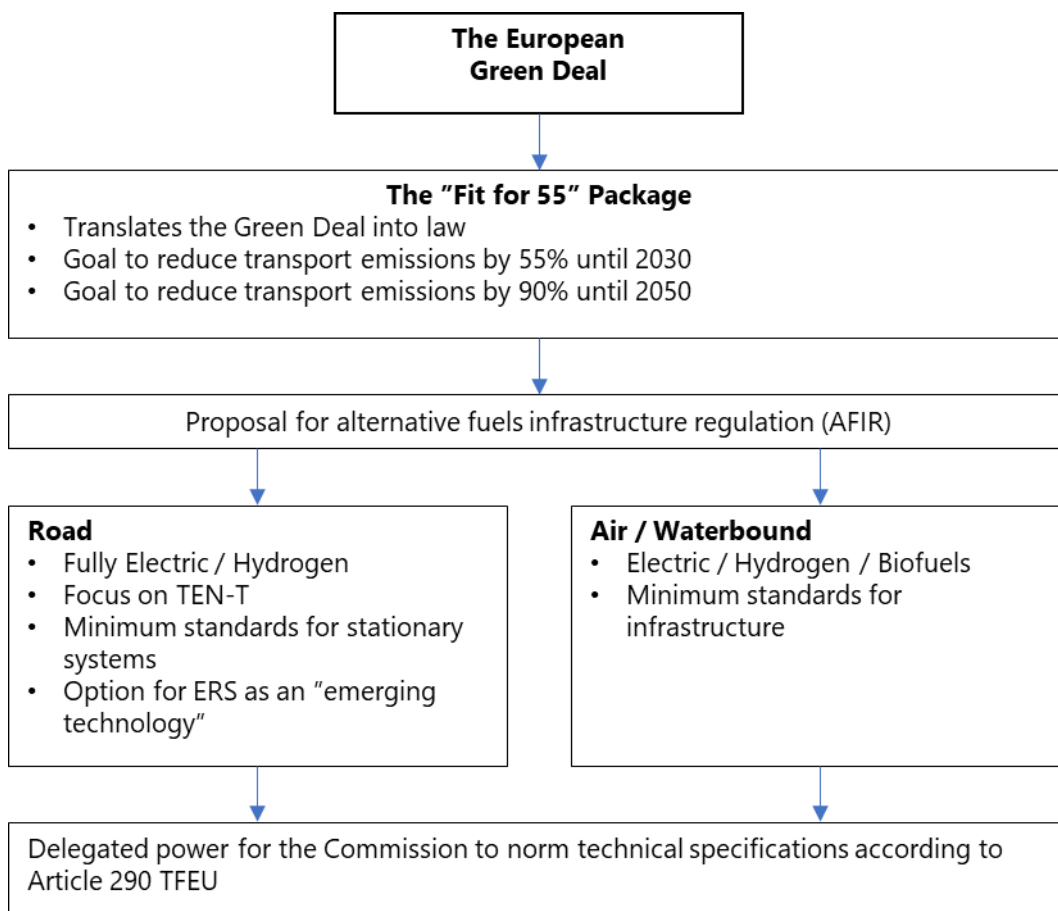 The European
Green Deal
The ”Fit for 55” Package
• Translates the Green Deal into law
• Goal to reduce transport emissions by 55% until 2030
• Goal to reduce transport emissions by 90% until 2050
Proposal for alternative fuels infrastructure regulation (AFIR)
Road
• Fully Electric / Hydrogen
• Focus on TEN-T
• Minimum standards for stationary
systems
• Option for ERS as an ”emerging
technology”
Air / Waterbound
• Electric / Hydrogen / Biofuels
• Minimum standards for
infrastructure
Delegated power for the Commission to norm technical specifications according to
Article 290 TFEU